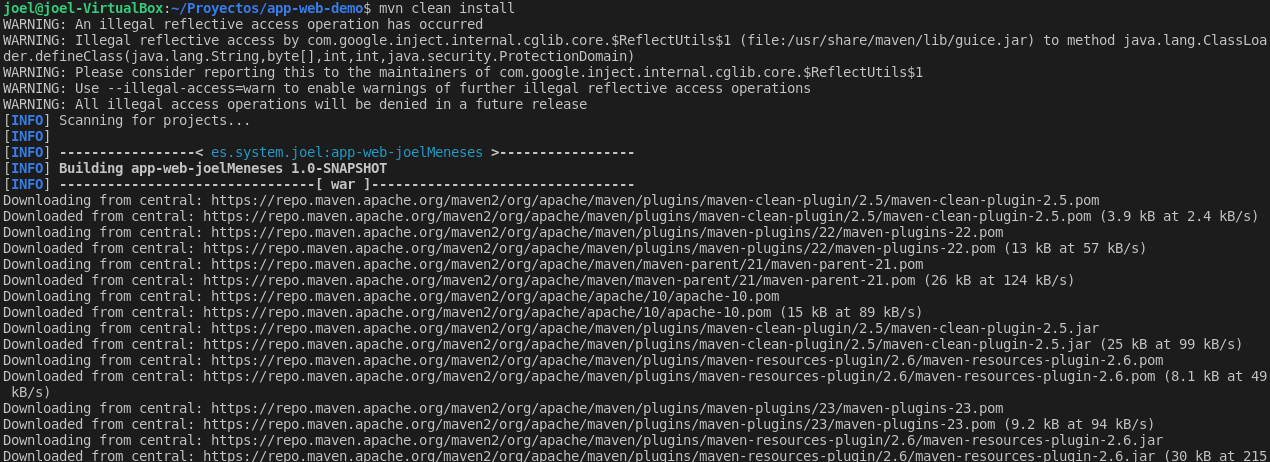 joel@joel-VirtualBox:~/Proyectos/app-web-demo$ mvn clean install
WARNING: An illegal reflective access operation has occurred
WARNING: Illegal reflective access by com.google.inject.internal.cglib.core.$ReflectUtils$1 (file:/usr/share/maven/lib/guice.jar) to method java.lang.ClassLoa
der.defineClass(java.lang.String,byte[],int,int,java.security.ProtectionDomain)
WARNING: Please consider reporting this to the maintainers of com.google.inject.internal.cglib.core.$ReflectUtils$1
WARNING: Use --illegal-access=warn to enable warnings of further illegal reflective access operations
WARNING: All illegal access operations will be denied in a future release
[INFO] Scanning for projects...
[INFO]
[INFO] -----------------< es.system.joel:app-web-joelMeneses >-----------------
[INFO] Building app-web-joelMeneses 1.0-SNAPSHOT
[INFO] --------------------------------[ war ]---------------------------------
Downloading from central: https://repo.maven.apache.org/maven2/org/apache/maven/plugins/maven-clean-plugin/2.5/maven-clean-plugin-2.5.pom
Downloaded from central: https://repo.maven.apache.org/maven2/org/apache/maven/plugins/maven-clean-plugin/2.5/maven-clean-plugin-2.5.pom (3.9 kB at 2.4 kB/s)
Downloading from central: https://repo.maven.apache.org/maven2/org/apache/maven/plugins/maven-plugins/22/maven-plugins-22.pom
Downloaded from central: https://repo.maven.apache.org/maven2/org/apache/maven/plugins/maven-plugins/22/maven-plugins-22.pom (13 kB at 57 kB/s)
Downloading from central: https://repo.maven.apache.org/maven2/org/apache/maven/maven-parent/21/maven-parent-21.pom
Downloaded from central: https://repo.maven.apache.org/maven2/org/apache/maven/maven-parent/21/maven-parent-21.pom (26 kB at 124 kB/s)
Downloading from central: https://repo.maven.apache.org/maven2/org/apache/apache/10/apache-10.pom
Downloaded from central: https://repo.maven.apache.org/maven2/org/apache/apache/10/apache-10.pom (15 kB at 89 kB/s)
Downloading from central: https://repo.maven.apache.org/maven2/org/apache/maven/plugins/maven-clean-plugin/2.5/maven-clean-plugin-2.5.jar
Downloaded from central: https://repo.maven.apache.org/maven2/org/apache/maven/plugins/maven-clean-plugin/2.5/maven-clean-plugin-2.5.jar (25 kB at 99 kB/s)
Downloading from central: https://repo.maven.apache.org/maven2/org/apache/maven/plugins/maven-resources-plugin/2.6/maven-resources-plugin-2.6.pom
Downloaded from central: https://repo.maven.apache.org/maven2/org/apache/maven/plugins/maven-resources-plugin/2.6/maven-resources-plugin-2.6.pom (8.1 kB at 49
 kB/s)
Downloading from central: https://repo.maven.apache.org/maven2/org/apache/maven/plugins/maven-plugins/23/maven-plugins-23.pom
Downloaded from central: https://repo.maven.apache.org/maven2/org/apache/maven/plugins/maven-plugins/23/maven-plugins-23.pom (9.2 kB at 94 kB/s)
Downloading from central: https://repo.maven.apache.org/maven2/org/apache/maven/plugins/maven-resources-plugin/2.6/maven-resources-plugin-2.6.jar
Downloaded from central: https://repo.maven.apache.org/maven2/org/apache/maven/plugins/maven-resources-plugin/2.6/maven-resources-plugin-2.6.jar (30 kB at 215